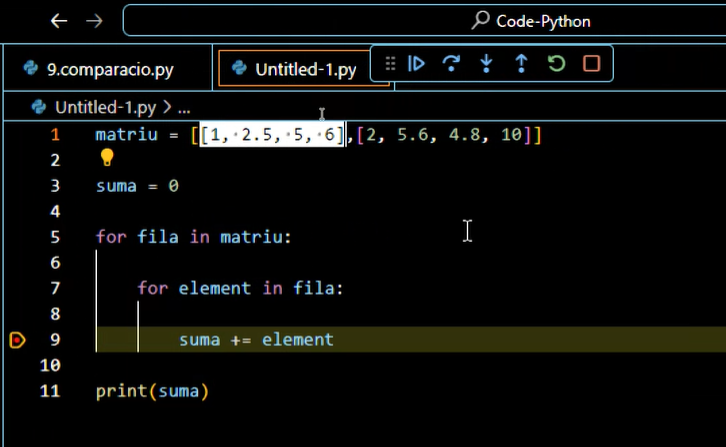 Code-Python
9.comparacio.py
Untitled-1.py
Untitled-1.py > ...
1 matriu = [[1, 2.5, 5, 6],[2, 5.6, 4.8, 10]]
2
3 suma = 0
4
5 for fila in matriu:
6
7 for element in fila:
8
9 suma += element
10
11 print(suma)